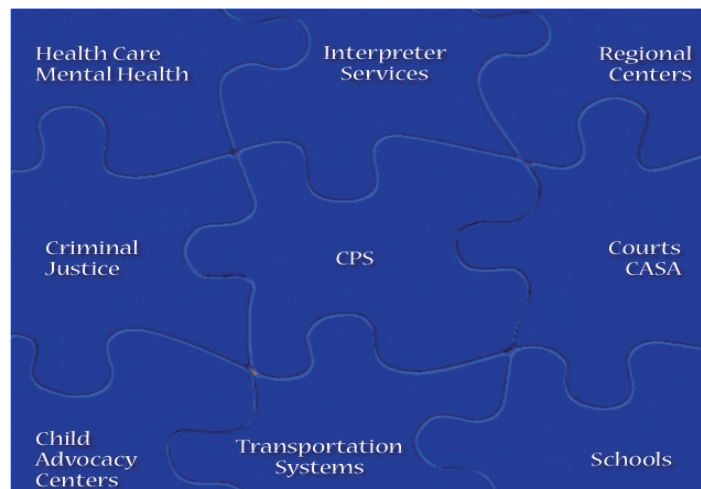 Health Care
Mental Health
Interpreter
Services
Regional
Centers
Criminal
Justice
CPS
Courts
CASA
Child
Advocacy
Centers
Transportation
Systems
Schools